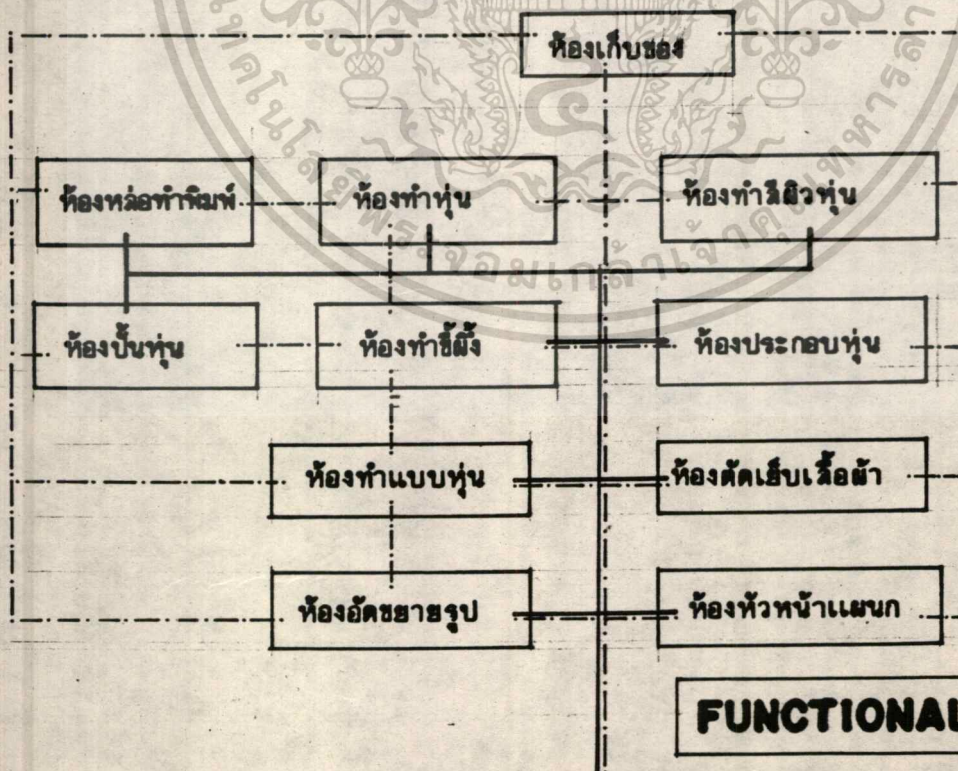 ห้องเก็บของ
ห้องหล่อทำพิมพ์
ห้องทำหุ่น
ห้องทำสีผิวหุ่น
ห้องปั้นหุ่น
ห้องทำขี้ผึ้ง
ห้องประกอบหุ่น
ห้องทำแบบหุ่น
ห้องตัดเย็บเสื้อผ้า
ห้องอัดขยายรูป
ห้องหัวหน้าแผนก
FUNCTIONAL